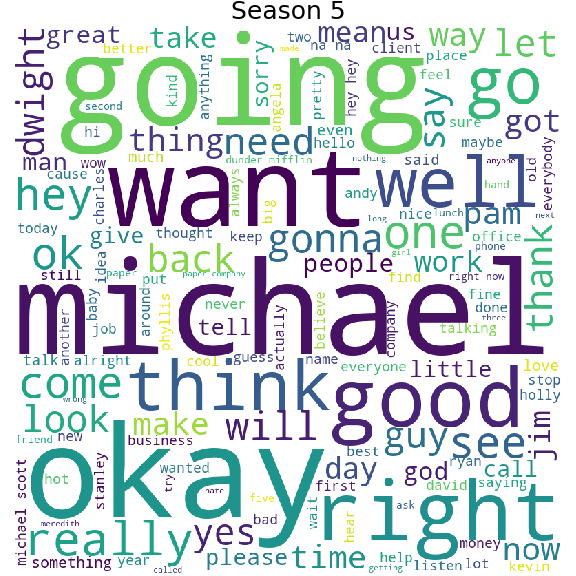 Season 5
dwight
great
better
take
going
sorry
two
na na
mean
us
client
way
let
place
kind
anything
hey hey
feel
go
second
angela
made
pretty
say
sure
got
hi
thing
need
even
hello
maybe
man
wow
much
dunder mifflin
nothing
said
anyone
old
everybody
hey
cause
charles
want
always
big
andy
well
hand
long
nice
lunch
pam
next
today
give
thought
keep
gonna
one
office
phone
ok
idea
back
people
girl
work
thank
still
paper
put
paper company
find
right now
another
baby
job
around
michael
never
tell
believe
actually
company
fine
done
three
talking
phyllis
talk
alright
cool
guess
name
everyone
little
love
stop
holly
come
think
good
wrong
look
make
will
guy
see
jim
friend
new
business
best
ryan
okay
day
god
call
saying
hot
stanley
wanted
try
hate
five
first
david
right
michael scott
meredith
bad
wait
hear
ask
money
now
really
yes
please
time
help
listen
lot
something
year
called
getting
kevin